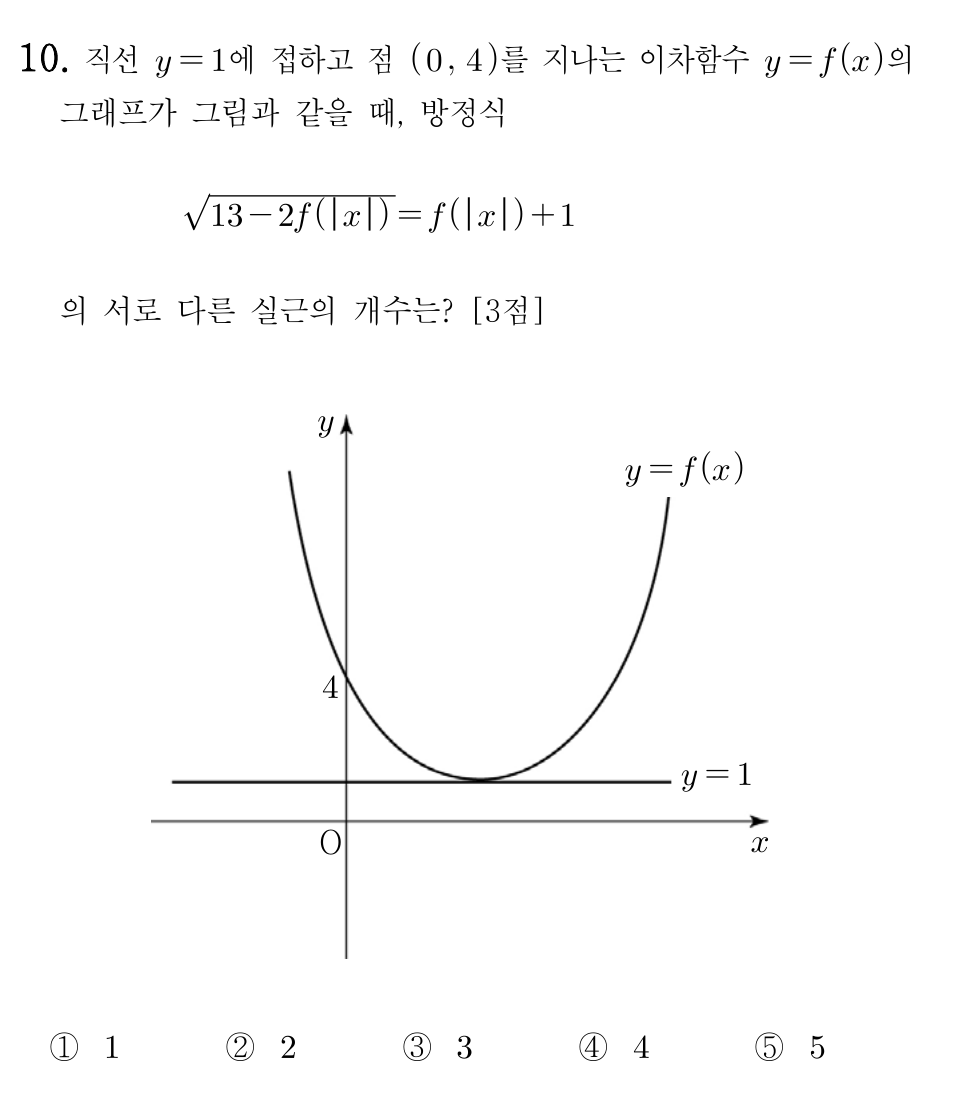 10. 직선 y=1에 접하고 점 (0, 4)를 지나는 이차함수 y=f(x)의
그래프가 그림과 같을 때, 방정식
√(13-2f(|x|))=f(|x|)+1
의 서로 다른 실근의 개수는? [3점]
y
y=f(x)
4
y=1
O
x
① 1 ② 2 ③ 3 ④ 4 ⑤ 5